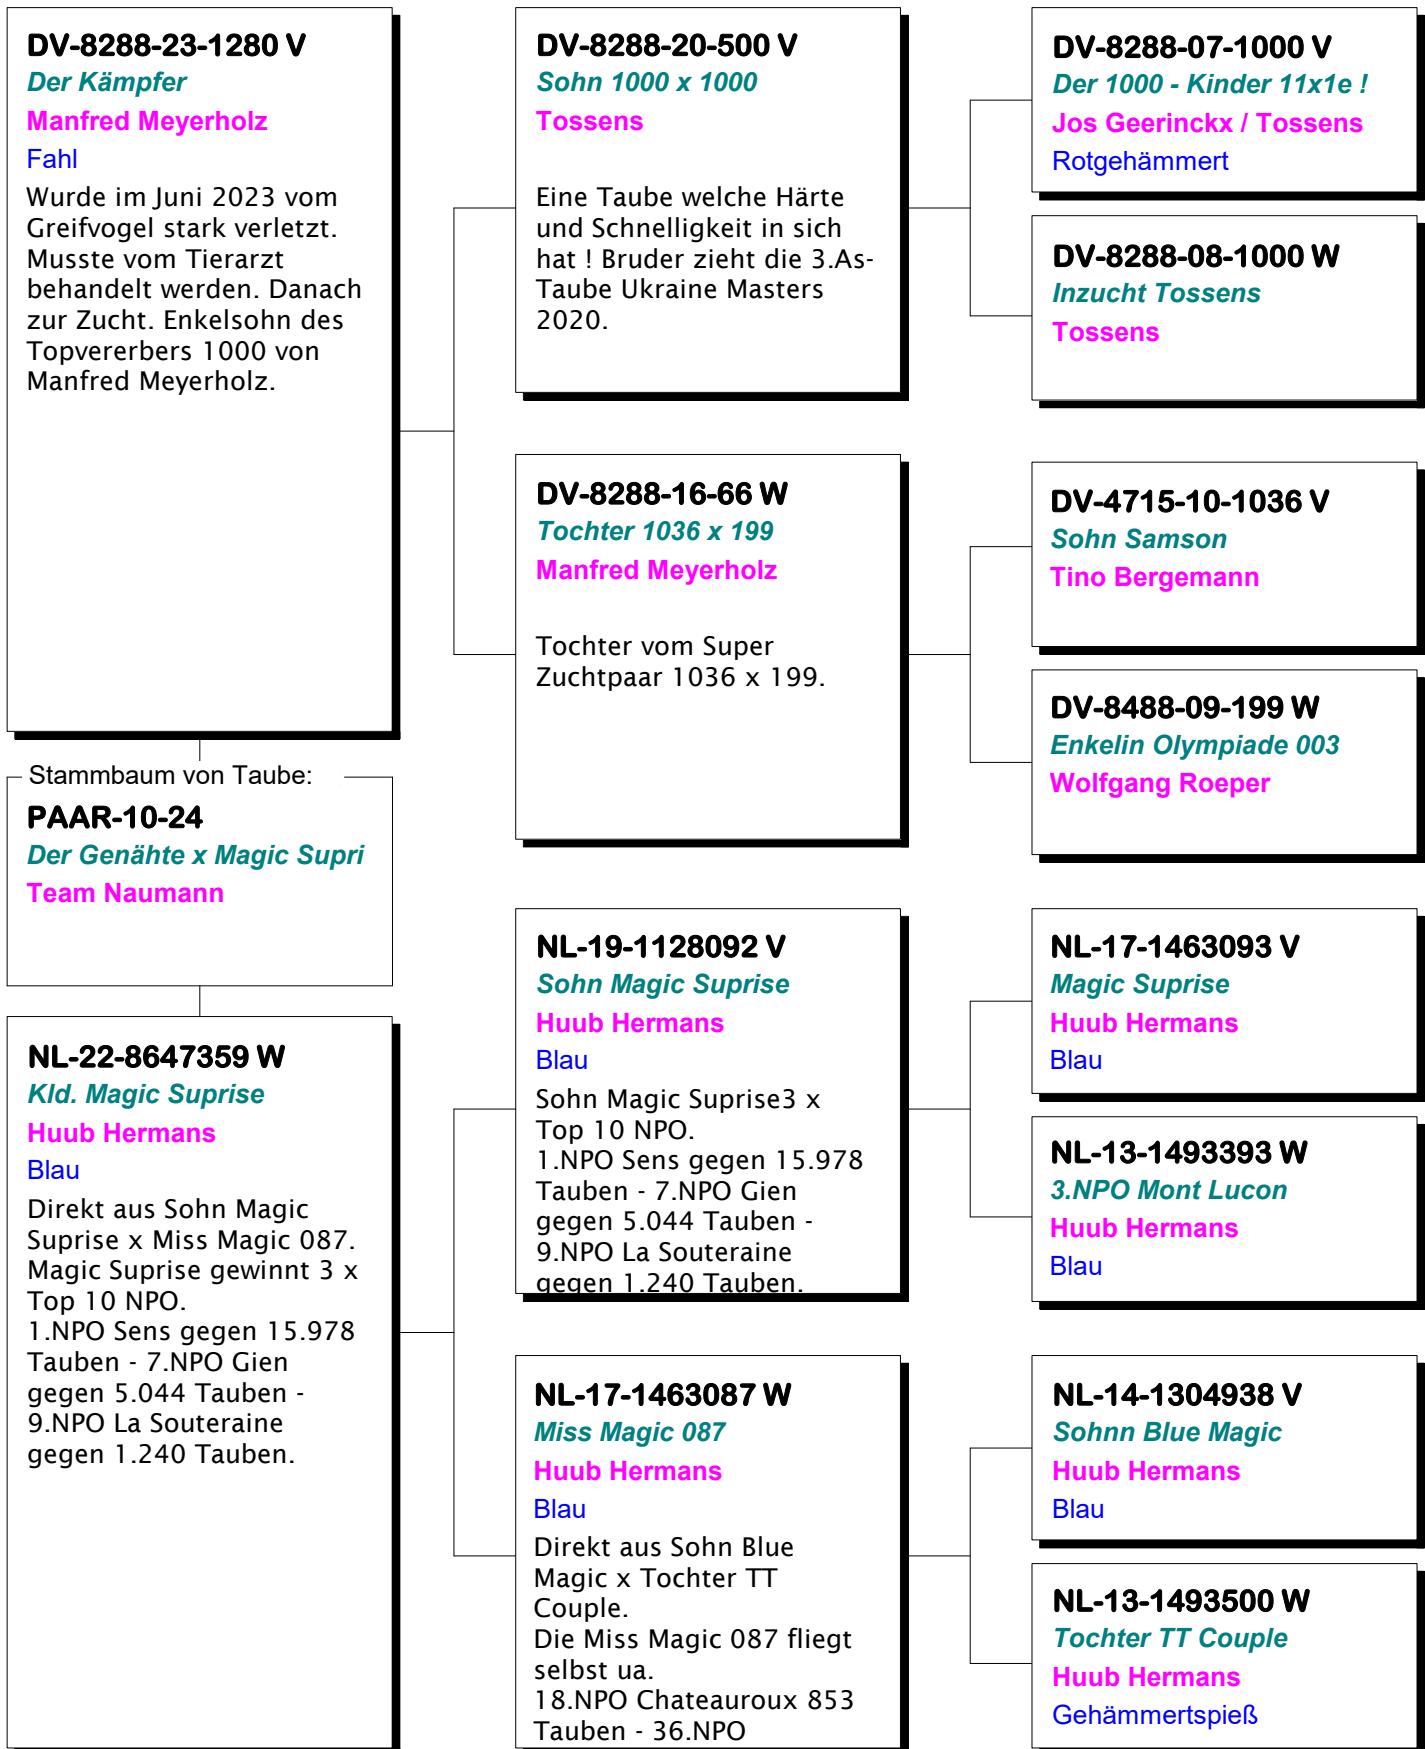 DV-8288-23-1280 V
Der Kämpfer
Manfred Meyerholz
Fahl
Wurde im Juni 2023 vom
Greifvogel stark verletzt.
Musste vom Tierarzt
behandelt werden. Danach
zur Zucht. Enkelsohn des
Topvererbers 1000 von
Manfred Meyerholz.
Stammbaum von Taube:
PAAR-10-24
Der Genähte x Magic Supri
Team Naumann
NL-22-8647359 W
Kld. Magic Suprise
Huub Hermans
Blau
Direkt aus Sohn Magic
Suprise x Miss Magic 087.
Magic Suprise gewinnt 3 x
Top 10 NPO.
1.NPO Sens gegen 15.978
Tauben - 7.NPO Gien
gegen 5.044 Tauben -
9.NPO La Souteraine
gegen 1.240 Tauben.
DV-8288-20-500 V
Sohn 1000 x 1000
Tossens
Eine Taube welche Härte
und Schnelligkeit in sich
hat ! Bruder zieht die 3.As-
Taube Ukraine Masters
2020.
DV-8288-16-66 W
Tochter 1036 x 199
Manfred Meyerholz
Tochter vom Super
Zuchtpaar 1036 x 199.
NL-19-1128092 V
Sohn Magic Suprise
Huub Hermans
Blau
Sohn Magic Suprise3 x
Top 10 NPO.
1.NPO Sens gegen 15.978
Tauben - 7.NPO Gien
gegen 5.044 Tauben -
9.NPO La Souteraine
gegen 1.240 Tauben.
NL-17-1463087 W
Miss Magic 087
Huub Hermans
Blau
Direkt aus Sohn Blue
Magic x Tochter TT
Couple.
Die Miss Magic 087 fliegt
selbst ua.
18.NPO Chateauroux 853
Tauben - 36.NPO
DV-8288-07-1000 V
Der 1000 - Kinder 11x1e !
Jos Geerinckx / Tossens
Rotgehämmert
DV-8288-08-1000 W
Inzucht Tossens
Tossens
DV-4715-10-1036 V
Sohn Samson
Tino Bergemann
DV-8488-09-199 W
Enkelin Olympiade 003
Wolfgang Roeper
NL-17-1463093 V
Magic Suprise
Huub Hermans
Blau
NL-13-1493393 W
3.NPO Mont Lucon
Huub Hermans
Blau
NL-14-1304938 V
Sohnn Blue Magic
Huub Hermans
Blau
NL-13-1493500 W
Tochter TT Couple
Huub Hermans
Gehämmertspieß